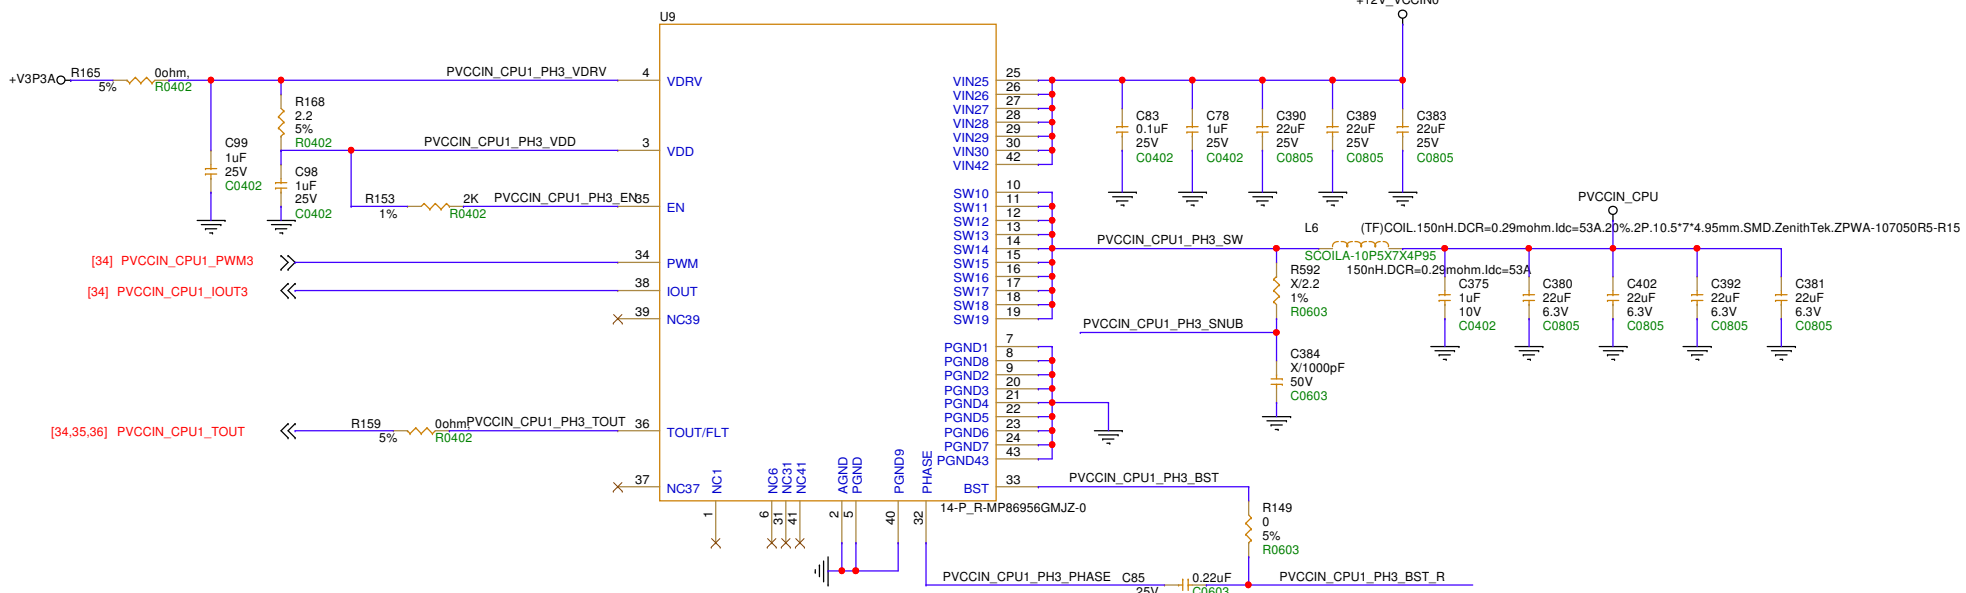 U9
+12V_VCCIN0
+V3P3A
R165
5%
0ohm,
R0402
PVCCIN_CPU1_PH3_VDRV
4
VDRV
R168
2.2
5%
R0402
C99
1uF
25V
C0402
C98
1uF
25V
C0402
PVCCIN_CPU1_PH3_VDD
3
VDD
R153
1%
2K
R0402
PVCCIN_CPU1_PH3_EN
35
EN
[34] PVCCIN_CPU1_PWM3
34
PWM
[34] PVCCIN_CPU1_IOUT3
38
IOUT
39
NC39
[34,35,36] PVCCIN_CPU1_TOUT
R159
5%
0ohm,
R0402
PVCCIN_CPU1_PH3_TOUT
36
TOUT/FLT
37
NC37
NC1
NC6
NC31
NC41
AGND
PGND
PGND9
PHASE
1
6
31
41
2
5
40
32
VIN25
25
VIN26
26
VIN27
27
VIN28
28
VIN29
29
VIN30
30
VIN42
42
SW10
10
SW11
11
SW12
12
SW13
13
SW14
14
SW15
15
SW16
16
SW17
17
SW18
18
SW19
19
PGND1
7
PGND8
8
PGND2
9
PGND3
20
PGND4
21
PGND5
22
PGND6
23
PGND7
24
PGND43
43
BST
33
14-P_R-MP86956GMJZ-0
C83
0.1uF
25V
C0402
C78
1uF
25V
C0402
C390
22uF
25V
C0805
C389
22uF
25V
C0805
C383
22uF
25V
C0805
PVCCIN_CPU
PVCCIN_CPU1_PH3_SW
L6
(TF)COIL.150nH.DCR=0.29mohm.Idc=53A.20%.2P.10.5*7*4.95mm.SMD.ZenithTek.ZPWA-107050R5-R15
SCOILA-10P5X7X4P95
150nH.DCR=0.29mohm.Idc=53A
R592
X/2.2
1%
R0603
PVCCIN_CPU1_PH3_SNUB
C384
X/1000pF
50V
C0603
C375
1uF
10V
C0402
C380
22uF
6.3V
C0805
C402
22uF
6.3V
C0805
C392
22uF
6.3V
C0805
C381
22uF
6.3V
C0805
PVCCIN_CPU1_PH3_BST
R149
0
5%
R0603
PVCCIN_CPU1_PH3_PHASE
C85
25V
0.22uF
C0603
PVCCIN_CPU1_PH3_BST_R